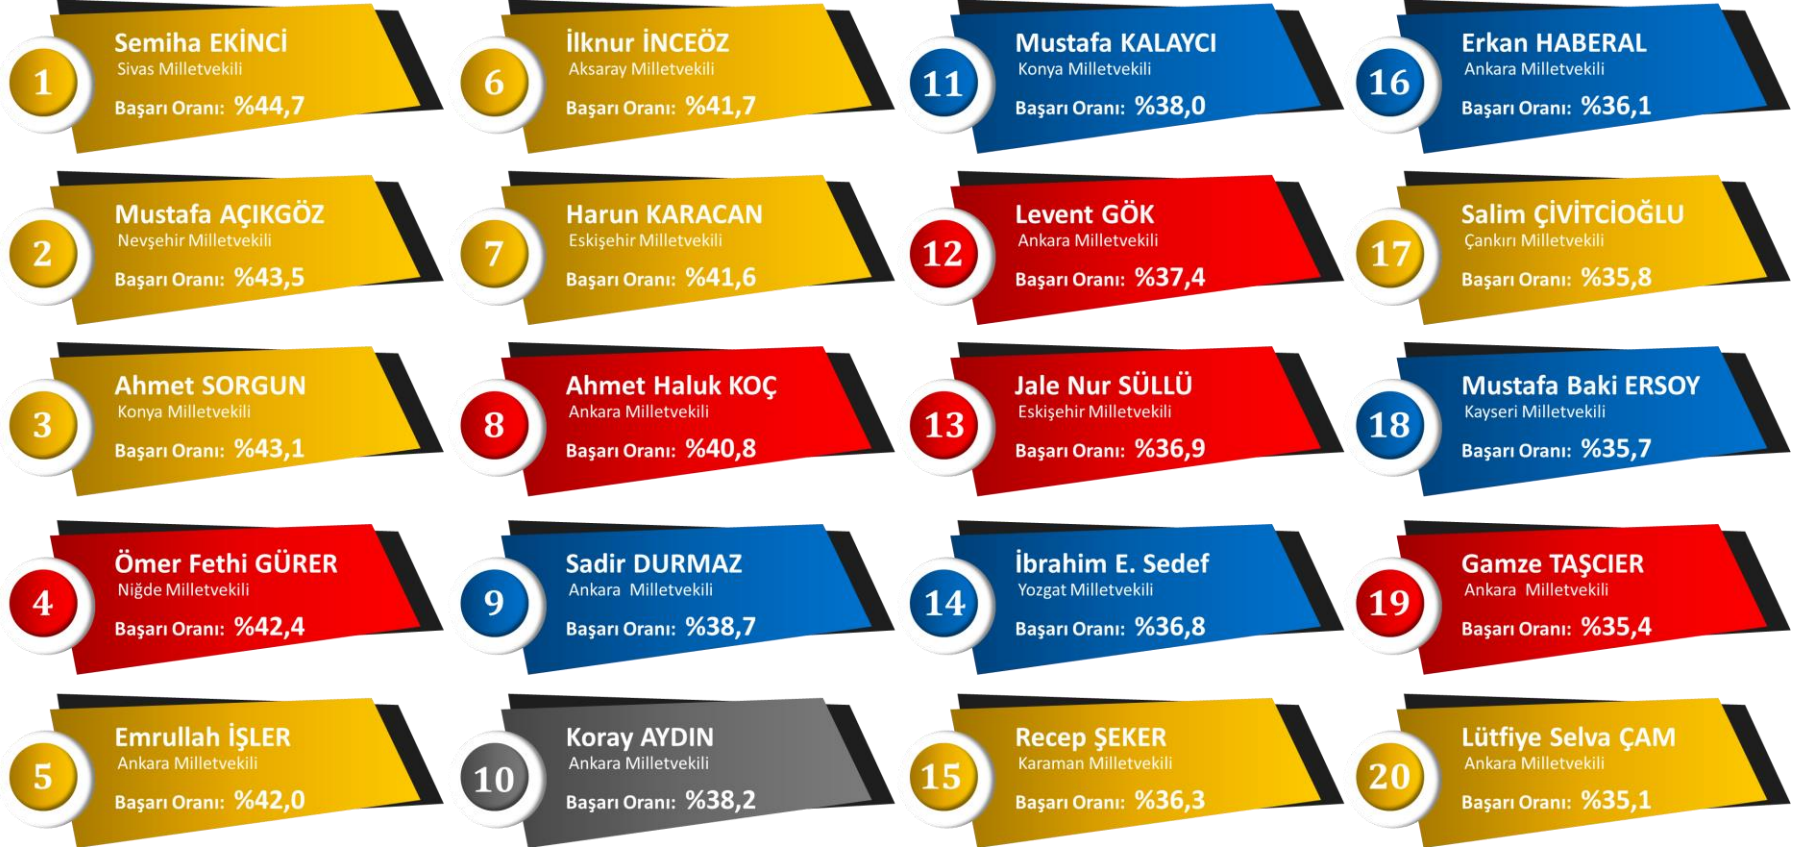 1
Semiha EKİNCİ
Sivas Milletvekili
Başarı Oranı: %44,7
2
Mustafa AÇIKGÖZ
Nevşehir Milletvekili
Başarı Oranı: %43,5
3
Ahmet SORGUN
Konya Milletvekili
Başarı Oranı: %43,1
4
Ömer Fethi GÜRER
Niğde Milletvekili
Başarı Oranı: %42,4
5
Emrullah İŞLER
Ankara Milletvekili
Başarı Oranı: %42,0
6
İlknur İNCEÖZ
Aksaray Milletvekili
Başarı Oranı: %41,7
7
Harun KARACAN
Eskişehir Milletvekili
Başarı Oranı: %41,6
8
Ahmet Haluk KOÇ
Ankara Milletvekili
Başarı Oranı: %40,8
9
Sadir DURMAZ
Ankara Milletvekili
Başarı Oranı: %38,7
10
Koray AYDIN
Ankara Milletvekili
Başarı Oranı: %38,2
11
Mustafa KALAYCI
Konya Milletvekili
Başarı Oranı: %38,0
12
Levent GÖK
Ankara Milletvekili
Başarı Oranı: %37,4
13
Jale Nur SÜLLÜ
Eskişehir Milletvekili
Başarı Oranı: %36,9
14
İbrahim E. Sedef
Yozgat Milletvekili
Başarı Oranı: %36,8
15
Recep ŞEKER
Karaman Milletvekili
Başarı Oranı: %36,3
16
Erkan HABERAL
Ankara Milletvekili
Başarı Oranı: %36,1
17
Salim ÇİVİTCİOĞLU
Çankırı Milletvekili
Başarı Oranı: %35,8
18
Mustafa Baki ERSOY
Kayseri Milletvekili
Başarı Oranı: %35,7
19
Gamze TAŞCIER
Ankara Milletvekili
Başarı Oranı: %35,4
20
Lütfiye Selva ÇAM
Ankara Milletvekili
Başarı Oranı: %35,1